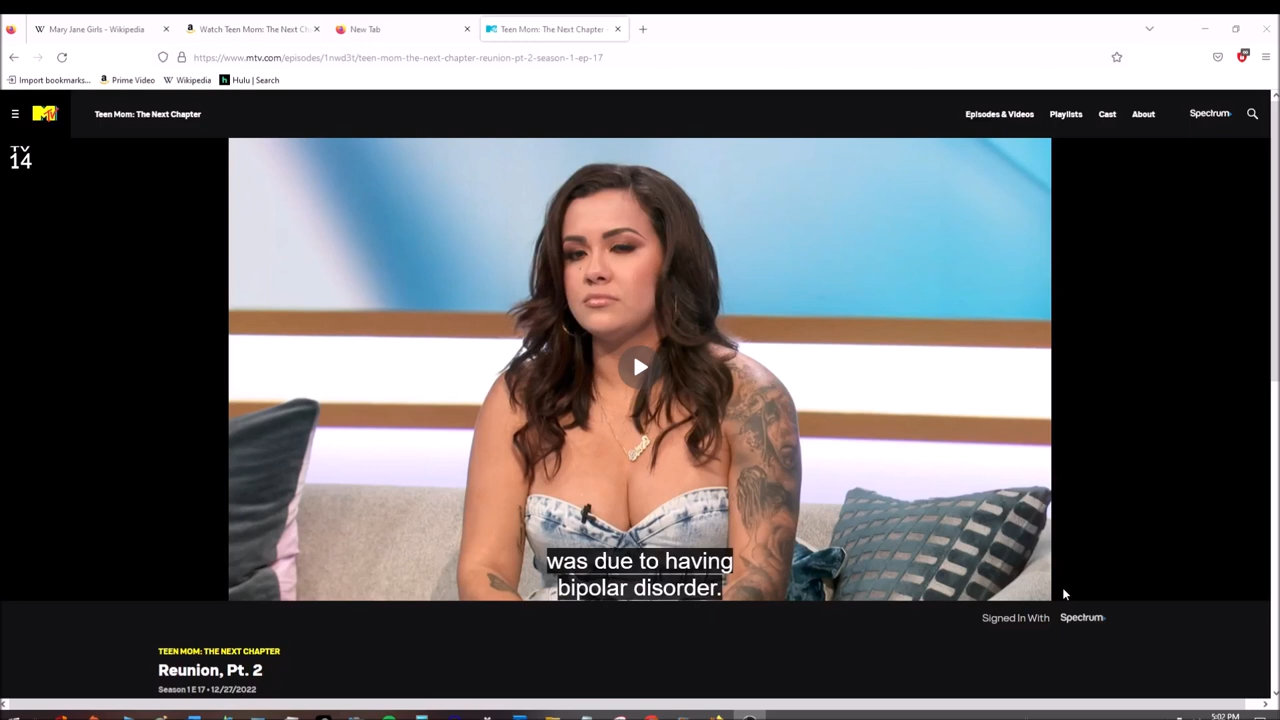 Mary Jane Girls - Wikipedia
Watch Teen Mom: The Next Ch
New Tab
Teen Mom: The Next Chapter
https://www.mtv.com/episodes/1nwd3t/teen-mom-the-next-chapter-reunion-pt-2-season-1-ep-17
Import bookmarks...
Prime Video
Wikipedia
Hulu | Search
MTV
Teen Mom: The Next Chapter
Episodes & Videos
Playlists
Cast
About
Spectrum
TV
14
was due to having
bipolar disorder.
Signed In With Spectrum
TEEN MOM: THE NEXT CHAPTER
Reunion, Pt. 2
Season 1 E 17 • 12/27/2022
5:02 PM